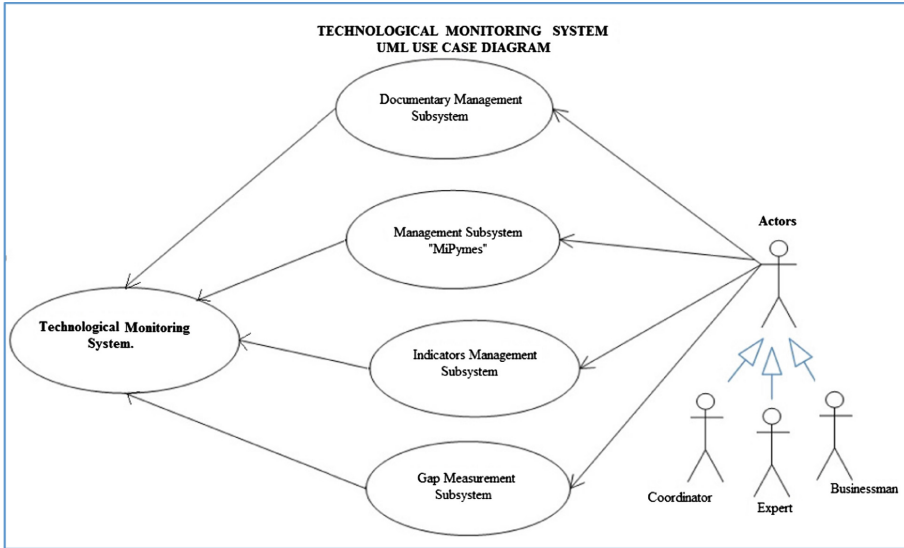 TECHNOLOGICAL MONITORING SYSTEM
UML USE CASE DIAGRAM
Documentary Management
Subsystem
Management Subsystem
"MiPymes"
Actors
Technological Monitoring
System.
Indicators Management
Subsystem
Gap Measurement
Subsystem
Coordinator
Expert
Businessman